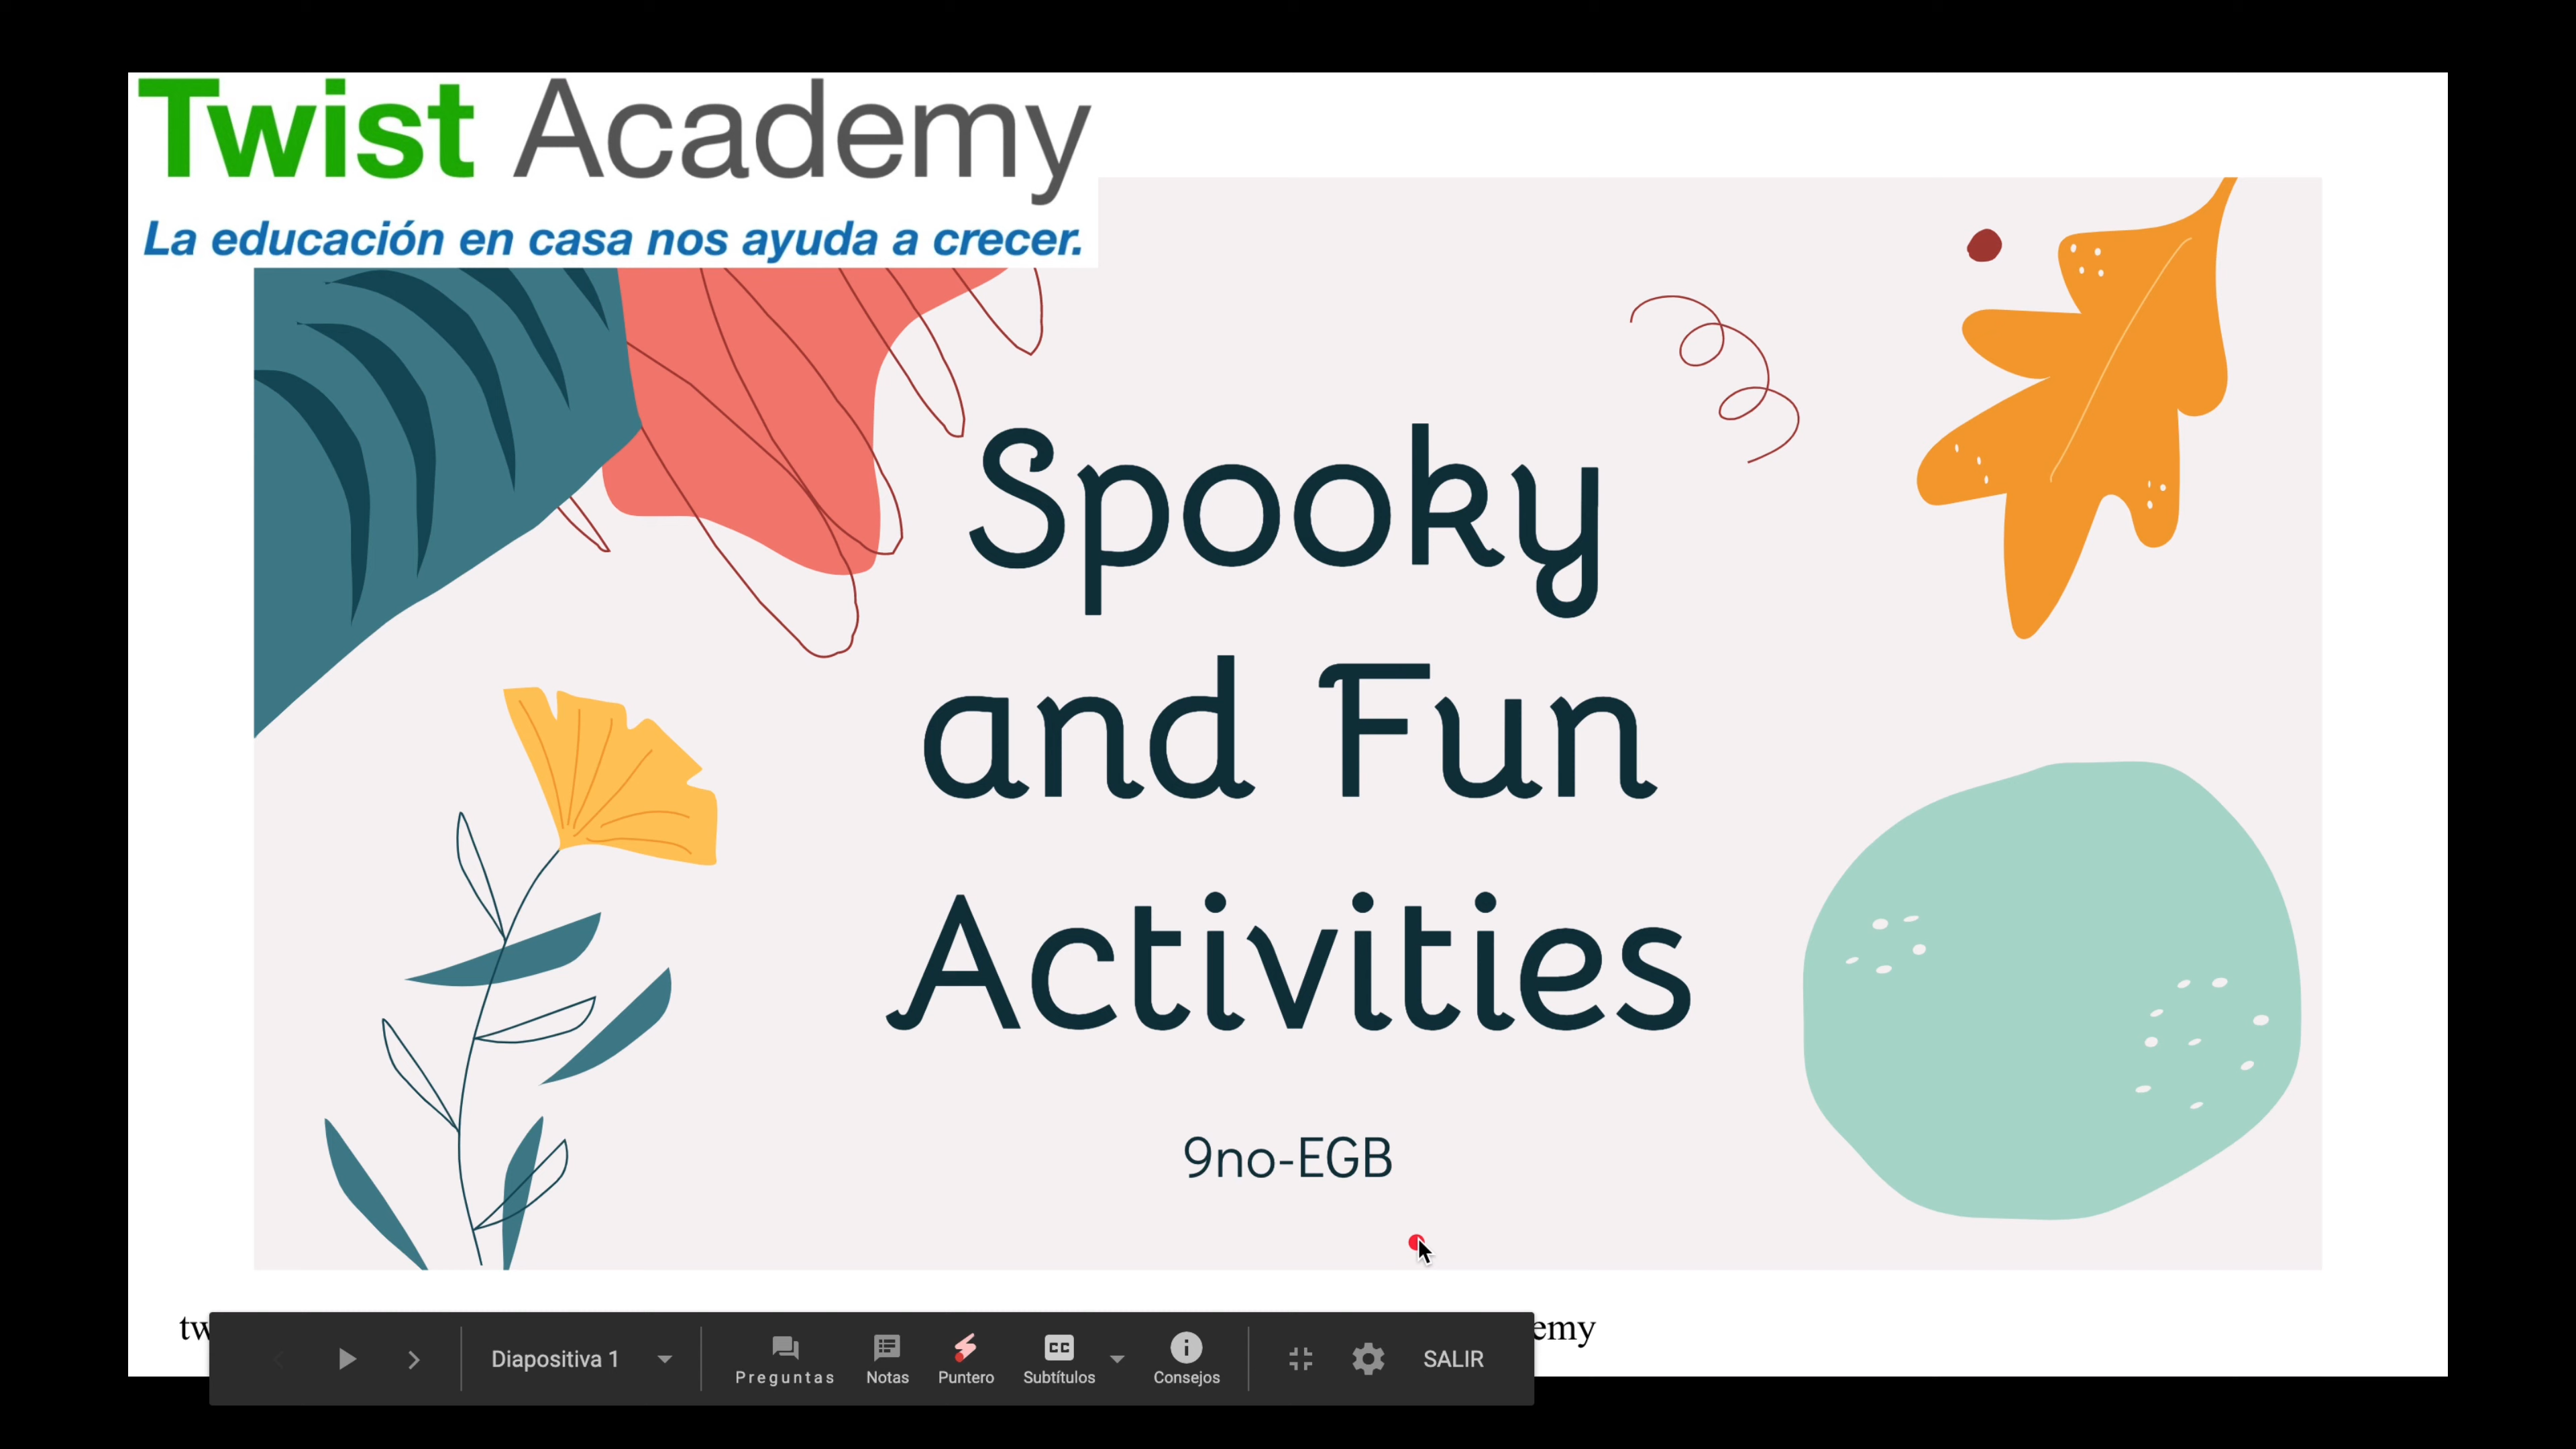 Twist Academy
La educación en casa nos ayuda a crecer.
Spooky
and Fun
Activities
9no-EGB
Diapositiva 1
Preguntas
Notas
Puntero
CC
Subtítulos
Consejos
SALIR